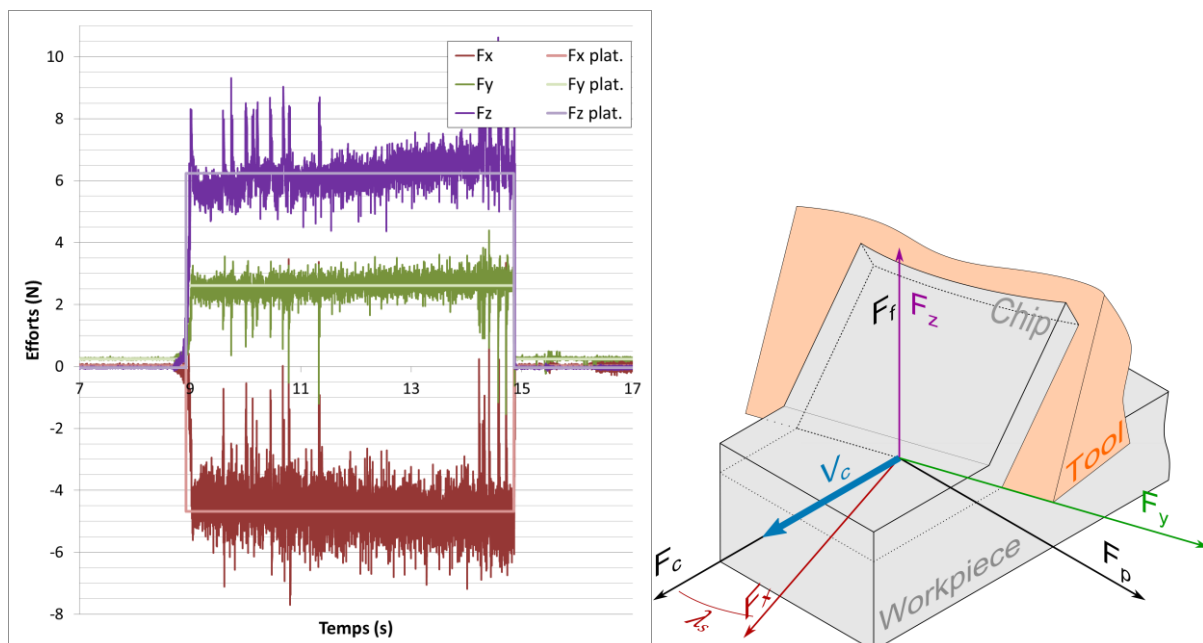 10
8
6
4
2
0
-2
-4
-6
-8
Efforts (N)
7
9
11
13
15
17
Temps (s)
Fx
Fx plat.
Fy
Fy plat.
Fz
Fz plat.
Chip
Tool
Workpiece
Ff
Fz
Vc
Fy
Fp
Fc
Fx
λs